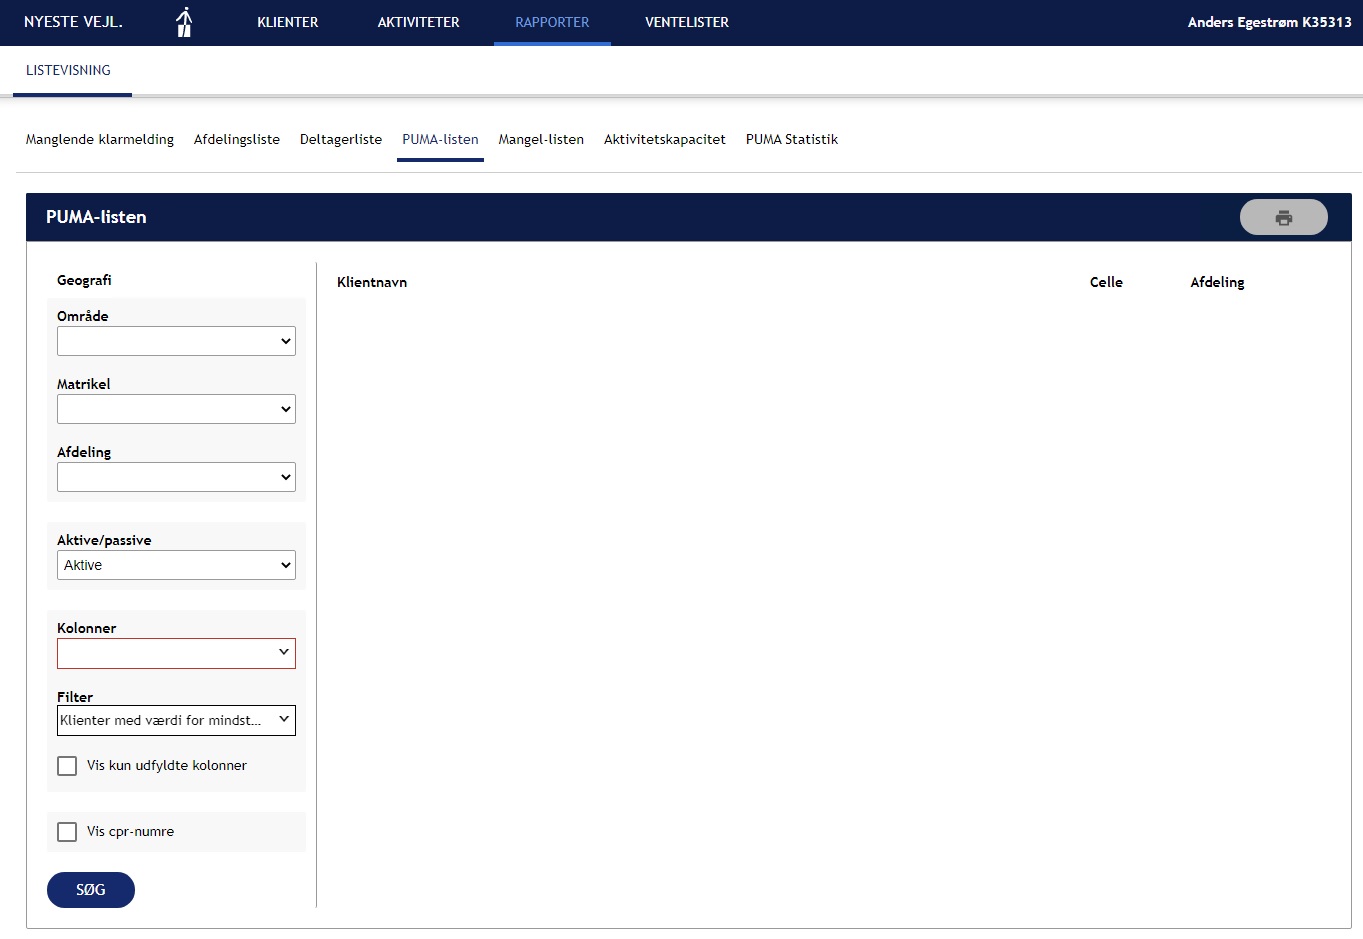 NYESTE VEJL. KLIENTER AKTIVITETER RAPPORTER VENTELISTER Anders Egestrøm K35313
LISTEVISNING
Manglende klarmelding Afdelingsliste Deltagerliste PUMA-listen Mangel-listen Aktivitetskapacitet PUMA Statistik
PUMA-listen
Geografi
Klientnavn Celle Afdeling
Område
Matrikel
Afdeling
Aktive/passive
Aktive
Kolonner
Filter
Klienter med værdi for mindst...
Vis kun udfyldte kolonner
Vis cpr-numre
SØG